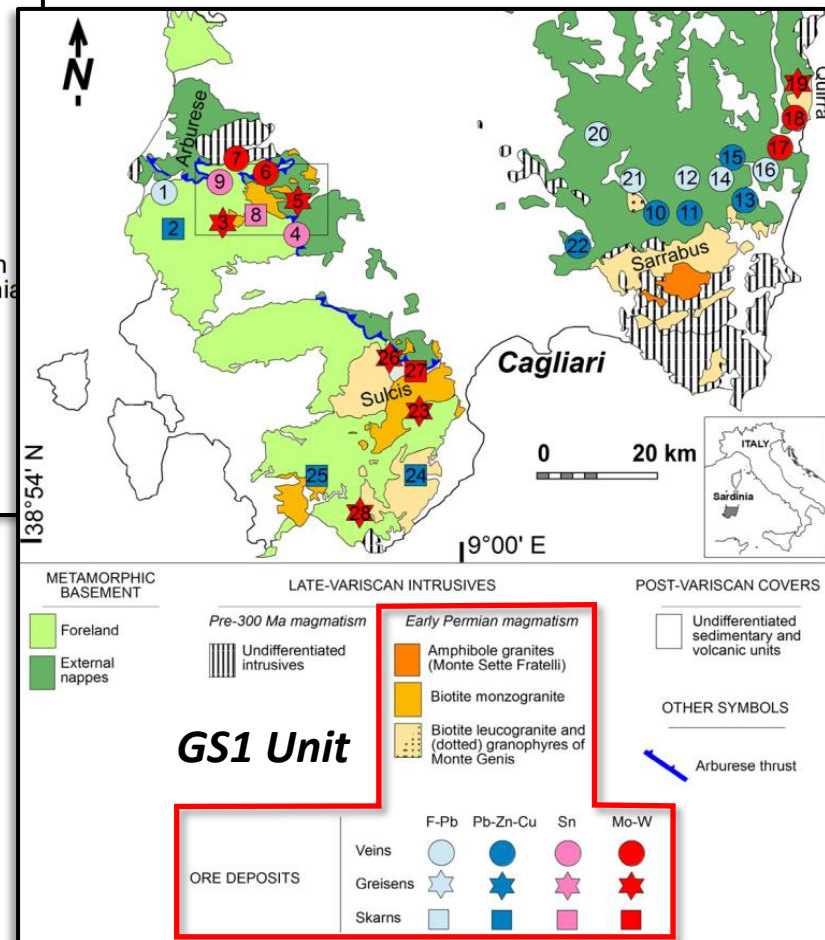 N
Arburese
Quirra
19
18
20
17
7
15
9
6
21
12
14
16
1
5
13
3
8
10
11
2
4
22
Sarrabus
26
Cagliari
27
Sulcis
23
0 20 km
ITALY
Sardinia
25
24
28
38°54' N
9°00' E
METAMORPHIC
BASEMENT
Foreland
External
nappes
LATE-VARISCAN INTRUSIVES
Pre-300 Ma magmatism
Undifferentiated
intrusives
Early Permian magmatism
Amphibole granites
(Monte Sette Fratelli)
Biotite monzogranite
Biotite leucogranite and
(dotted) granophyres of
Monte Genis
POST-VARISCAN COVERS
Undifferentiated
sedimentary and
volcanic units
OTHER SYMBOLS
Arburese thrust
GS1 Unit
F-Pb Pb-Zn-Cu Sn Mo-W
ORE DEPOSITS
Veins
Greisens
Skarns